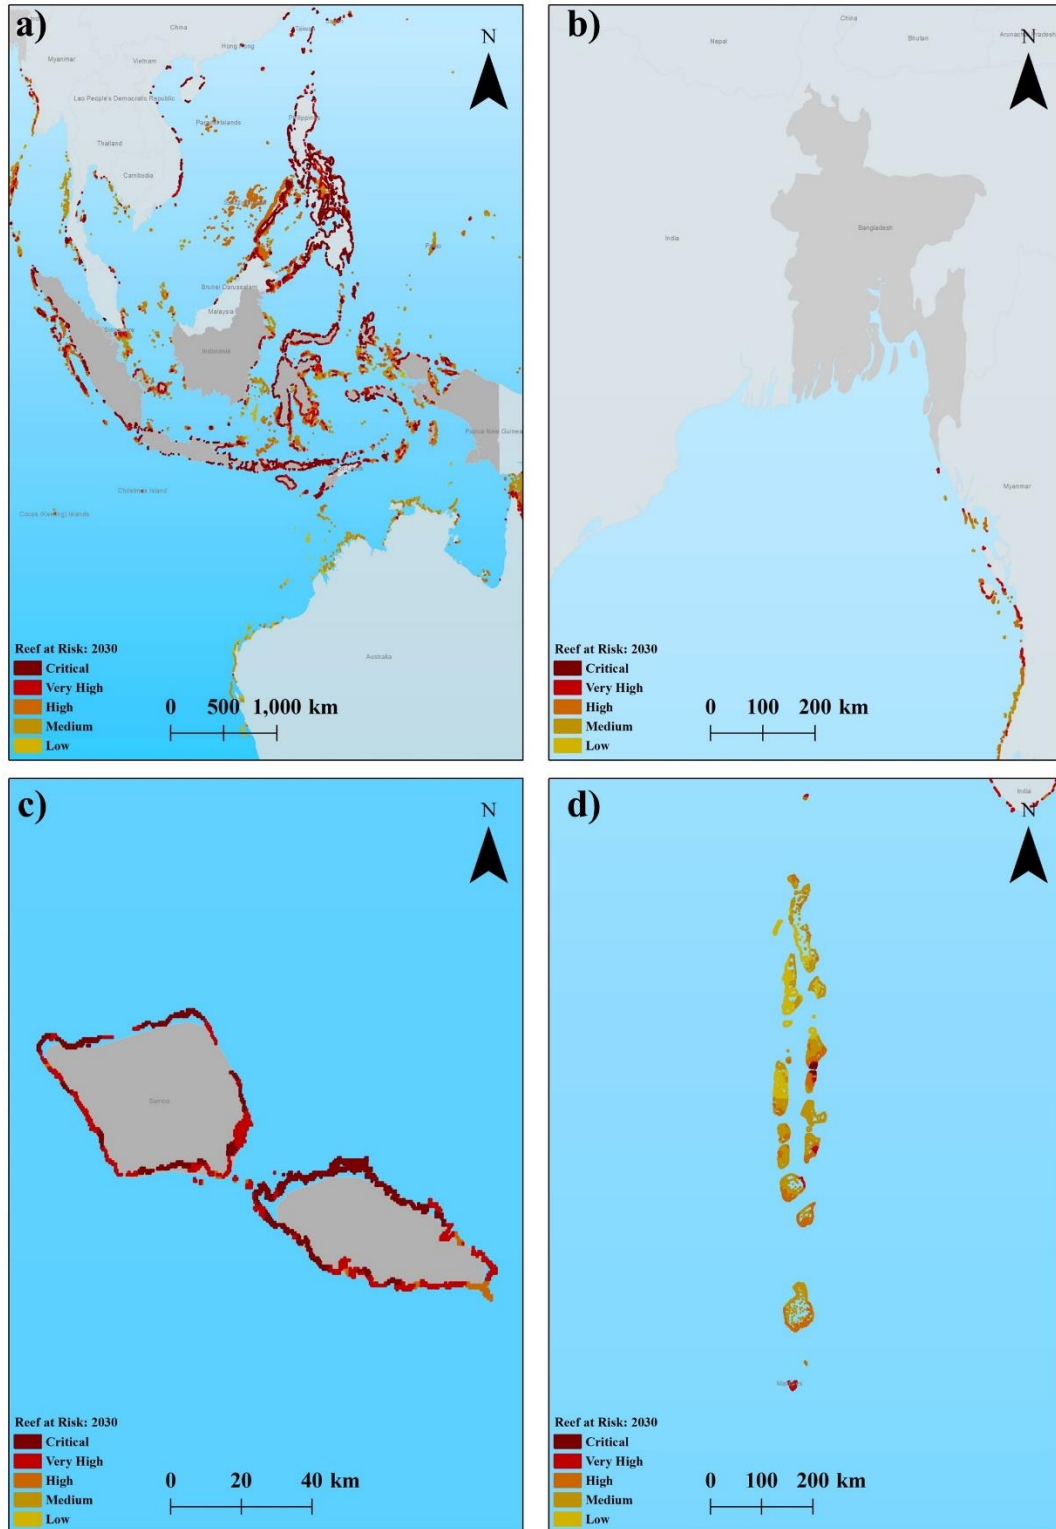 a)
N
China
Taiwan
Hong Kong
Myanmar
Vietnam
Lao People's Democratic Republic
Paracel Islands
Philippines
Thailand
Cambodia
Palau
Brunei Darussalam
Malaysia
Singapore
Indonesia
Papua New Guinea
Christmas Island
Cocos (Keeling) Islands
Australia
Reef at Risk: 2030
Critical
Very High
High
Medium
Low
0 500 1,000 km
b)
N
China
Nepal
Bhutan
Arunachal Pradesh
India
Bangladesh
Myanmar
Reef at Risk: 2030
Critical
Very High
High
Medium
Low
0 100 200 km
c)
N
Samoa
Reef at Risk: 2030
Critical
Very High
High
Medium
Low
0 20 40 km
d)
India
N
Maldives
Reef at Risk: 2030
Critical
Very High
High
Medium
Low
0 100 200 km